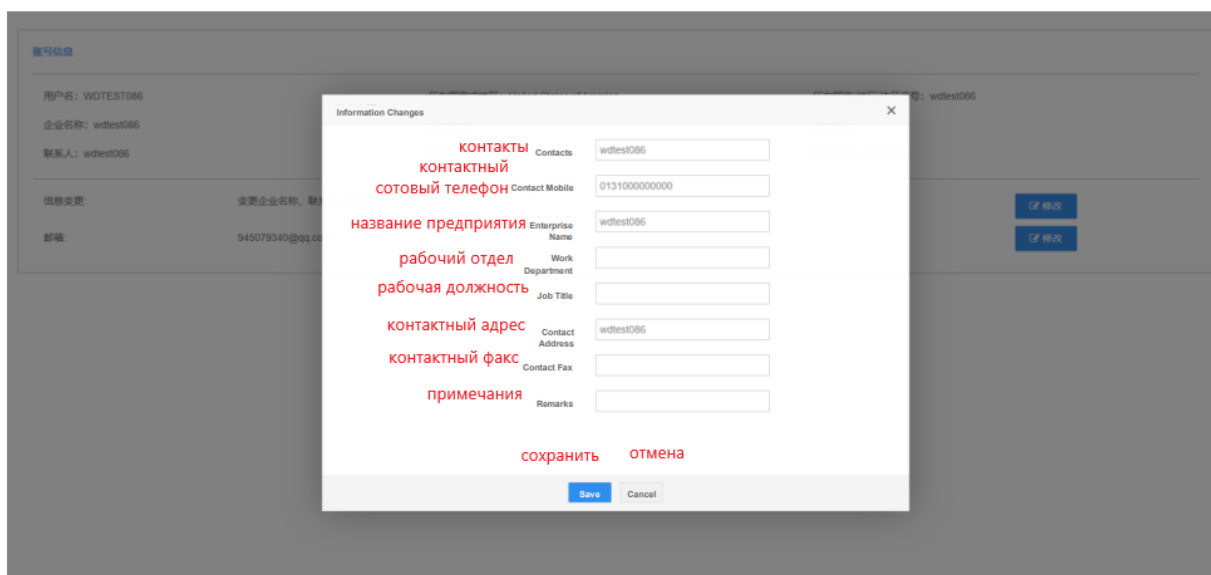 账号信息
用户名：WDTEST086
United States of America
wdtest086
企业名称：wdtest086
联系人：wdtest086
信息变更:
变更企业名称、联
修改
邮箱:
945079340@qq.co
修改
Information Changes
контакты Contacts wdtest086
контактный
сотовый телефон Contact Mobile 0131000000000
название предприятия Enterprise Name wdtest086
рабочий отдел Work Department
рабочая должность Job Title
контактный адрес Contact Address wdtest086
контактный факс Contact Fax
примечания Remarks
сохранить отмена
Save Cancel